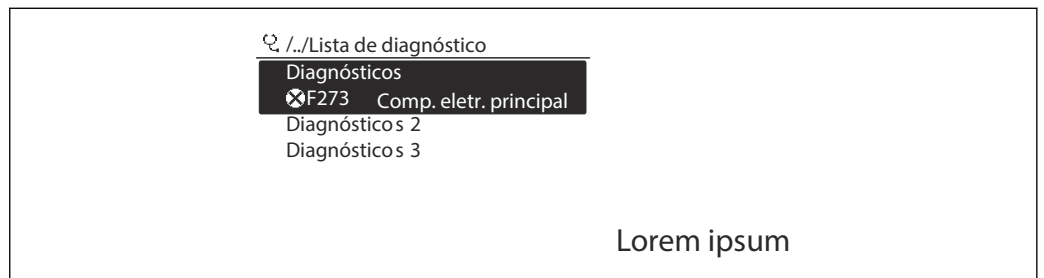 /../Lista de diagnóstico
Diagnósticos
F273 Comp. eletr. principal
Diagnósticos 2
Diagnósticos 3
Lorem ipsum